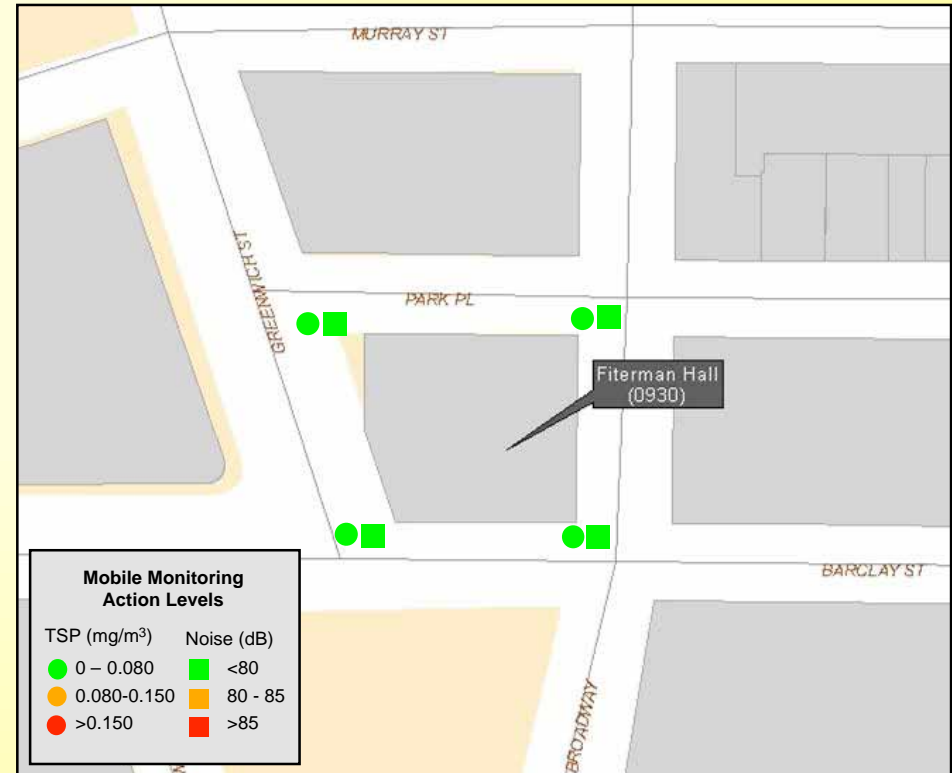 MURRAY ST
GREENWICH ST
PARK PL
Fiterman Hall
(0930)
BARCLAY ST
BROADWAY
Mobile Monitoring
Action Levels
TSP (mg/m³) Noise (dB)
0 – 0.080 <80
0.080-0.150 80 - 85
>0.150 >85